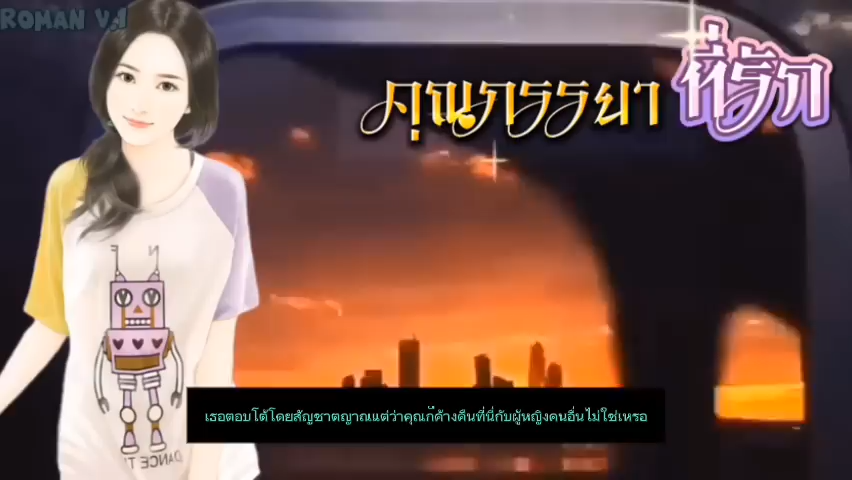 ROMAN V.1
คุณภรรยา ที่รัก
N F
DANCE T
เธอตอบโต้โดยสัญชาตญาณแต่ว่าคุณก็ค้างคืนที่นี่กับผู้หญิงคนอื่นไม่ใช่เหรอ